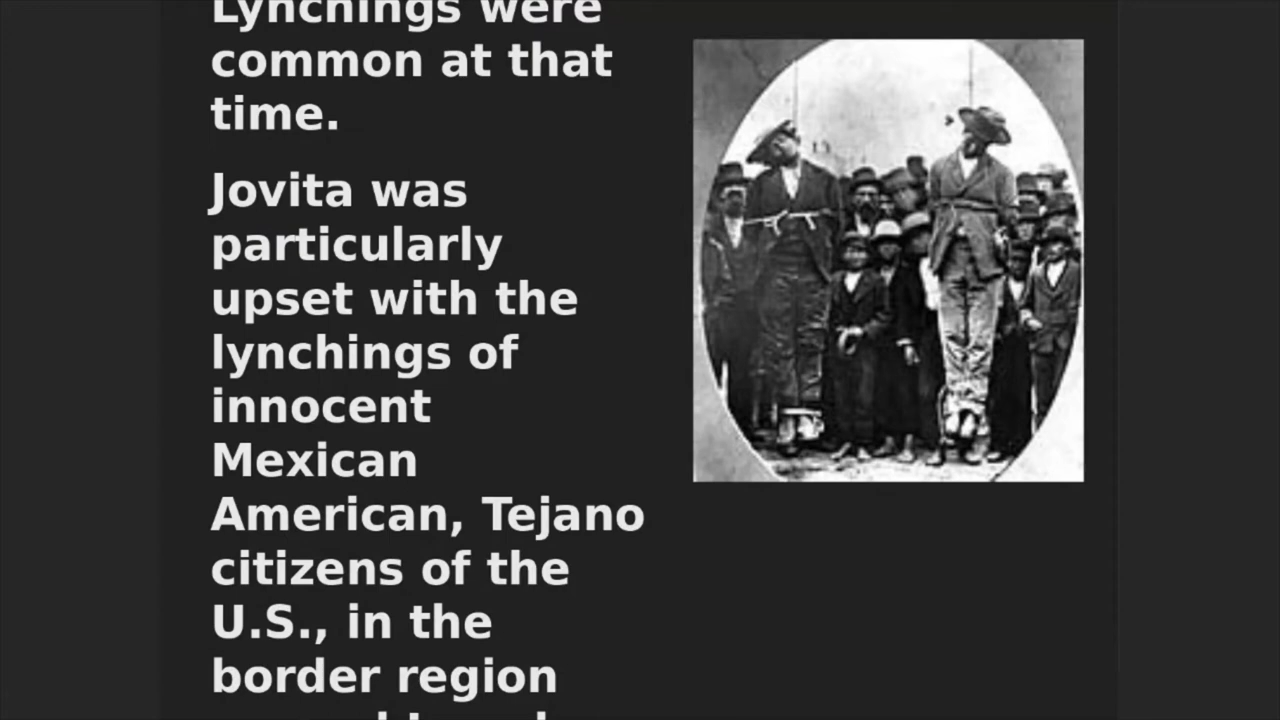 Lynchings were
common at that
time.
Jovita was
particularly
upset with the
lynchings of
innocent
Mexican
American, Tejano
citizens of the
U.S., in the
border region